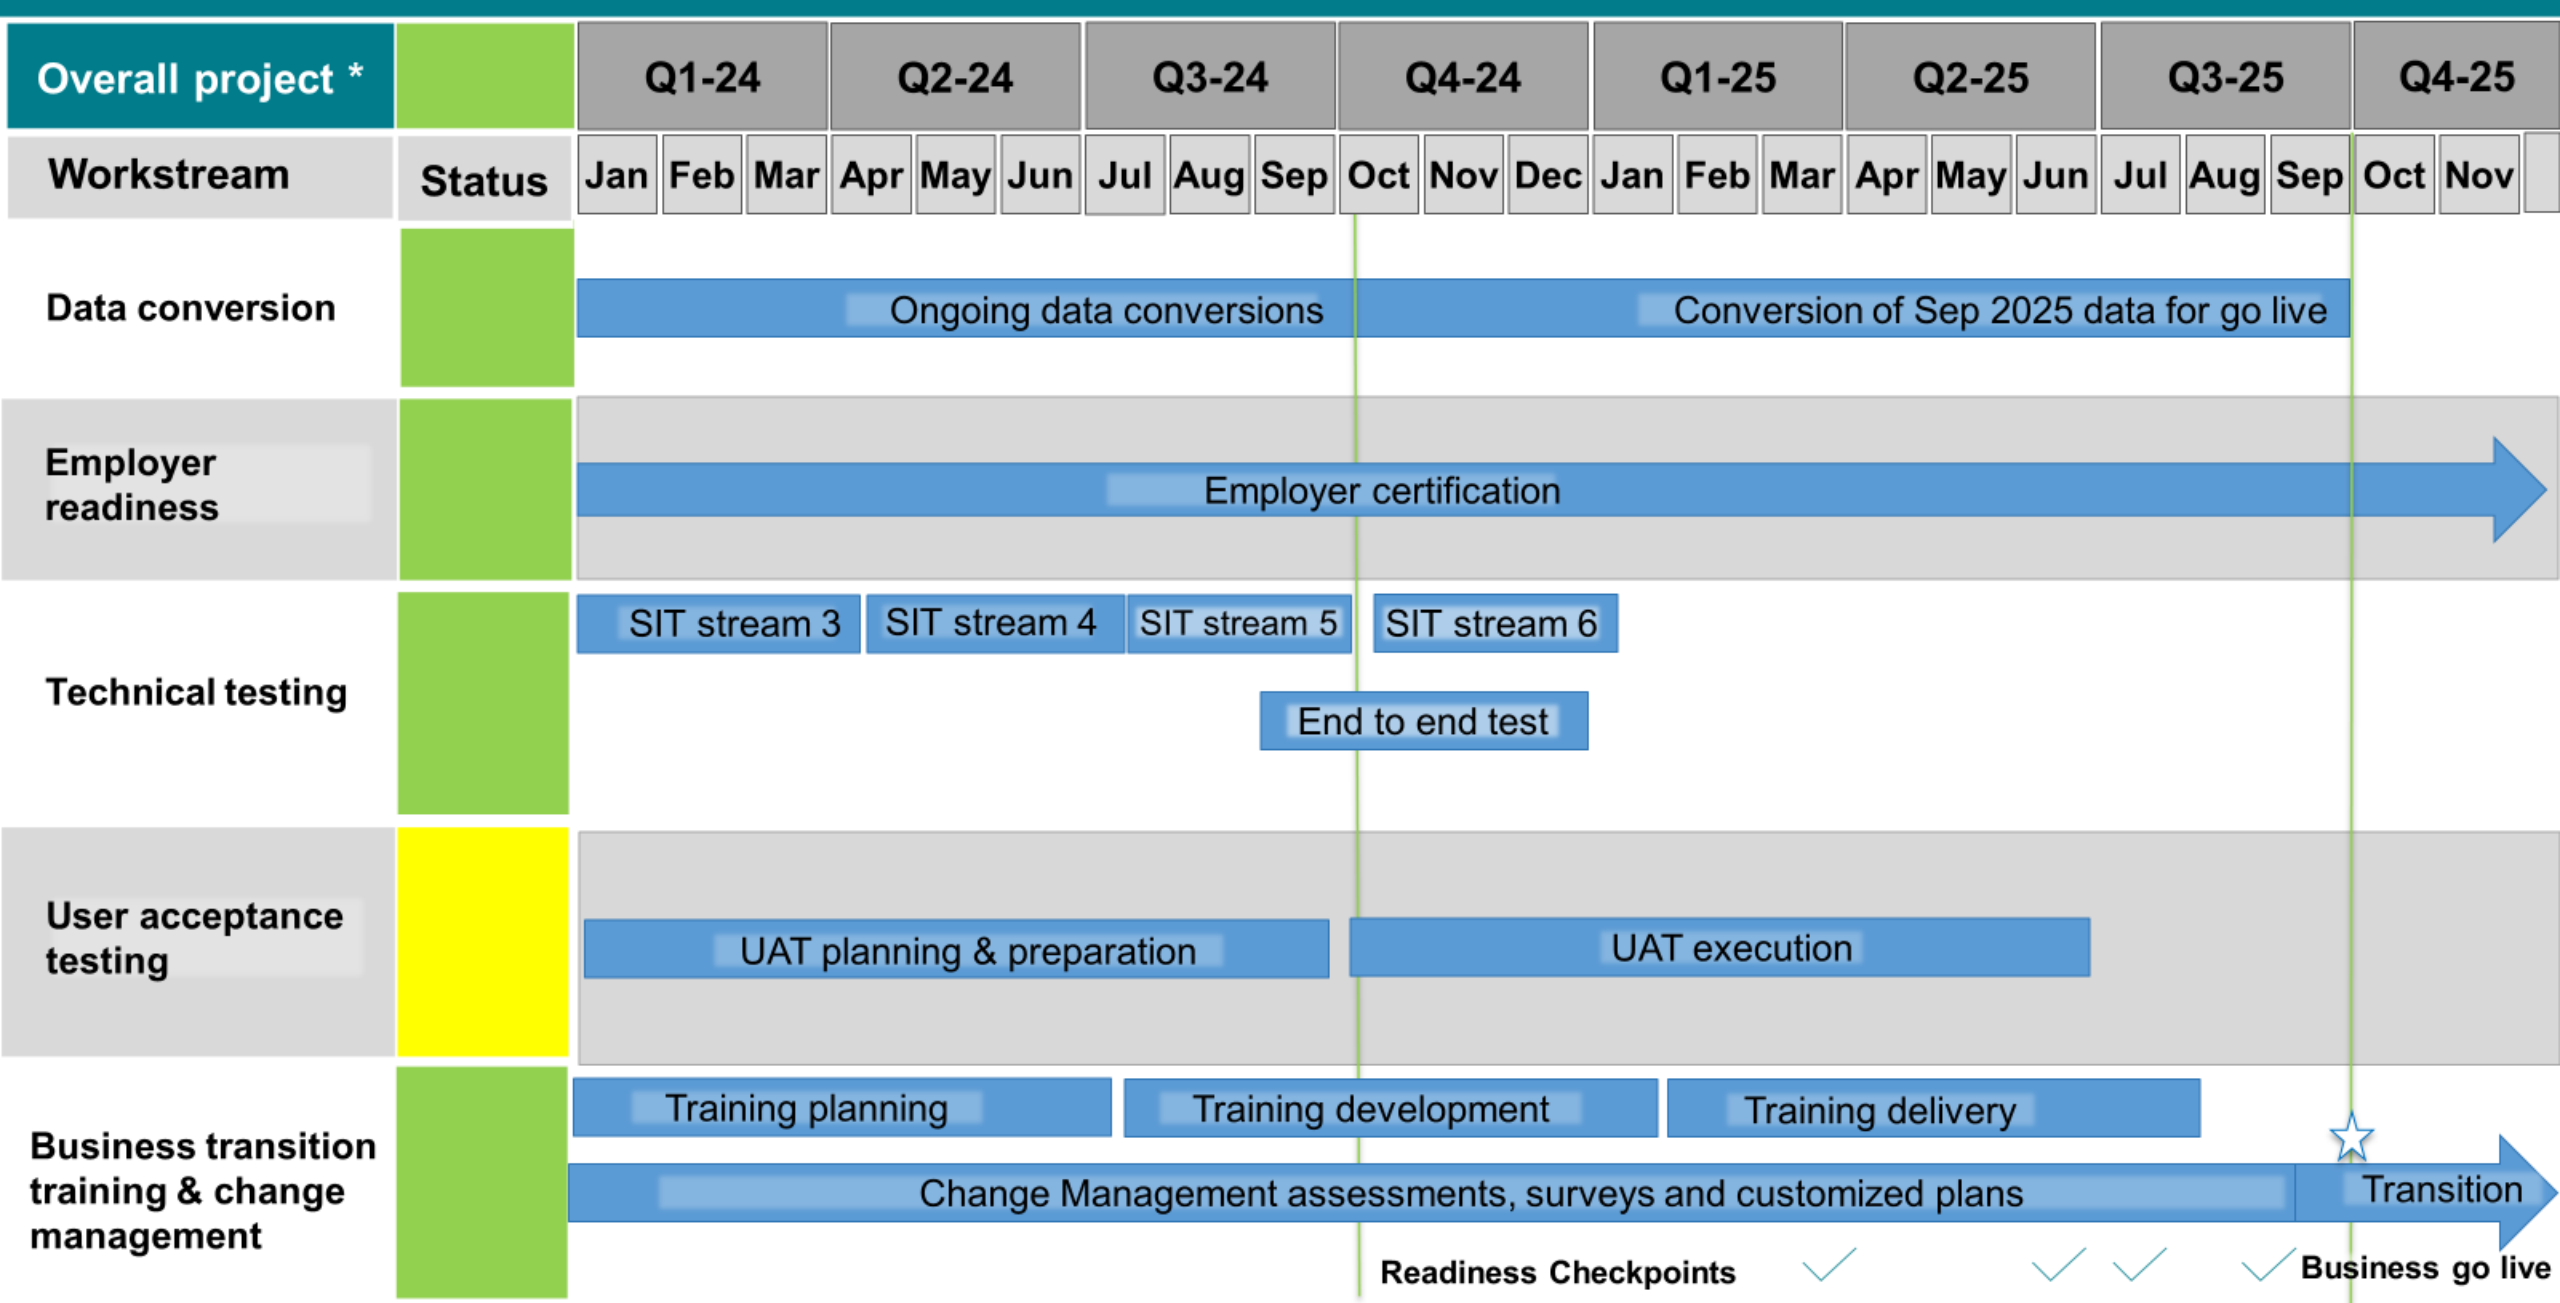 Overall project *
Q1-24 Q2-24 Q3-24 Q4-24 Q1-25 Q2-25 Q3-25 Q4-25
Workstream Status Jan Feb Mar Apr May Jun Jul Aug Sep Oct Nov Dec Jan Feb Mar Apr May Jun Jul Aug Sep Oct Nov
Data conversion
Ongoing data conversions
Conversion of Sep 2025 data for go live
Employer
readiness
Employer certification
Technical testing
SIT stream 3
SIT stream 4
SIT stream 5
SIT stream 6
End to end test
User acceptance
testing
UAT planning & preparation
UAT execution
Business transition
training & change
management
Training planning
Training development
Training delivery
Change Management assessments, surveys and customized plans
Transition
Readiness Checkpoints
Business go live